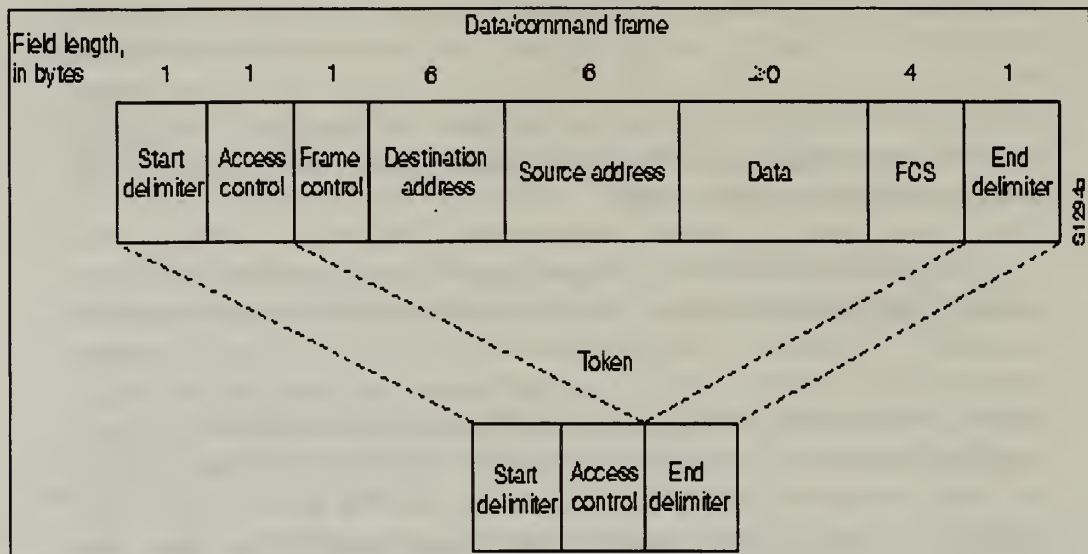 Data/command frame
Field length,
in bytes
1 1 1 6 6 4 1
Start
delimiter
Access
control
Frame
control
Destination
address
Source address
Data
FCS
End
delimiter
G1294a
Token
Start
delimiter
Access
control
End
delimiter